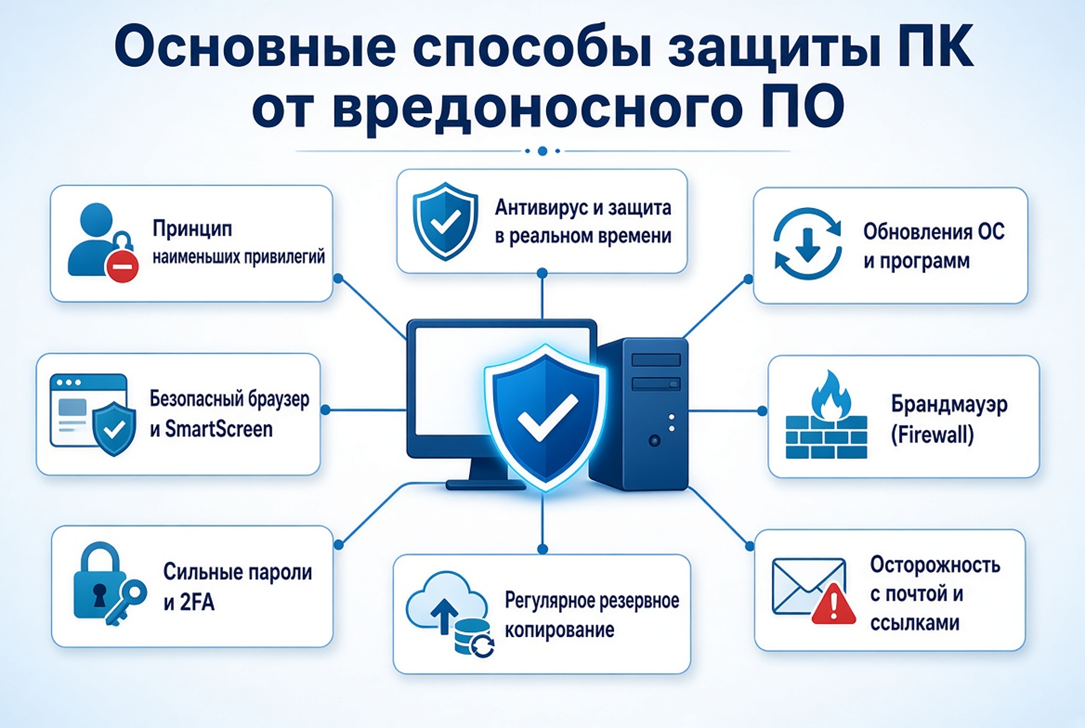 Основные способы защиты ПК
от вредоносного ПО
Принцип
наименьших привилегий
Антивирус и защита
в реальном времени
Обновления ОС
и программ
Безопасный браузер
и SmartScreen
Брандмауэр
(Firewall)
Сильные пароли
и 2FA
Регулярное резервное
копирование
Осторожность
с почтой и
ссылками